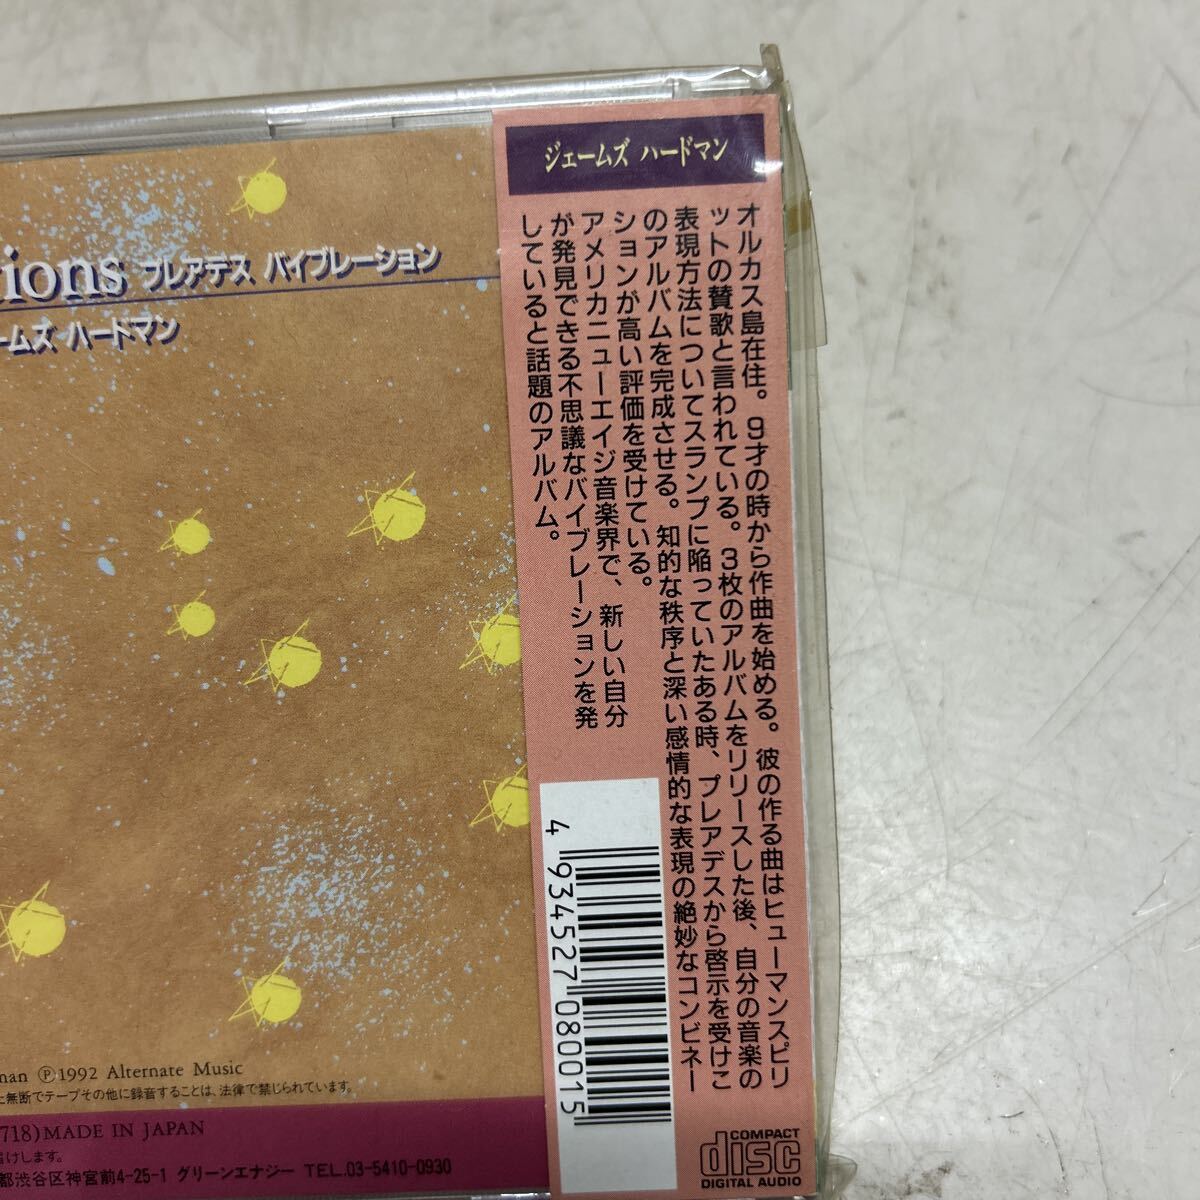 ジェームズ ハードマン
オルカス島在住。9才の時から作曲を始める。彼の作る曲はヒューマンスピリ
ットの賛歌と言われている。3枚のアルバムをリリースした後、自分の音楽の
表現方法についてスランプに陥っていたある時、プレアデスから啓示を受けこ
のアルバムを完成させる。知的な秩序と深い感情的な表現の絶妙なコンビネー
ションが高い評価を受けている。
アメリカニューエイジ音楽界で、新しい自分
が発見できる不思議なバイブレーションを発
していると話題のアルバム。
4934527080015
COMPACT
disc
DIGITAL AUDIO
tions プレアデス バイブレーション
ームズ ハードマン
man Ⓟ1992 Alternate Music
無断でテープその他に録音することは、法律で禁じられています。
718) MADE IN JAPAN
届けします。
都渋谷区神宮前4-25-1 グリーンエナジー TEL.03-5410-0930